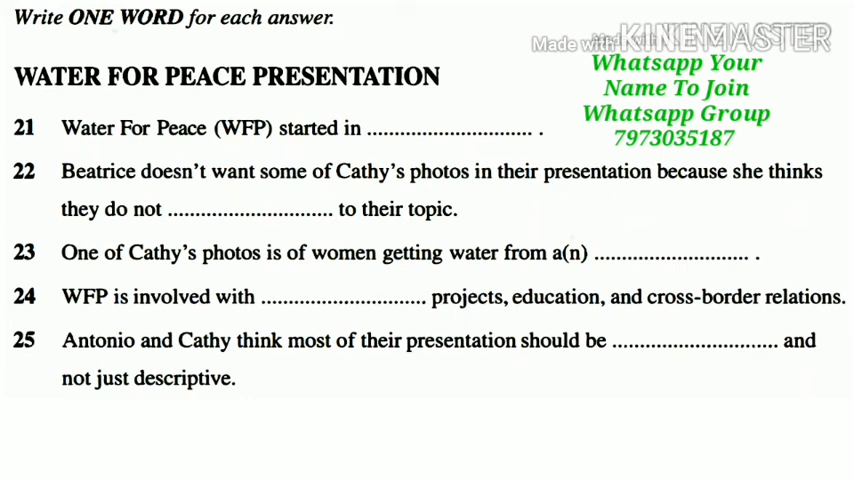 Write ONE WORD for each answer.
Made with KINEMASTER
WATER FOR PEACE PRESENTATION
Whatsapp Your
Name To Join
Whatsapp Group
7973035187
21 Water For Peace (WFP) started in .............................. .
22 Beatrice doesn't want some of Cathy's photos in their presentation because she thinks
they do not .............................. to their topic.
23 One of Cathy's photos is of women getting water from a(n) ............................ .
24 WFP is involved with .............................. projects, education, and cross-border relations.
25 Antonio and Cathy think most of their presentation should be .............................. and
not just descriptive.